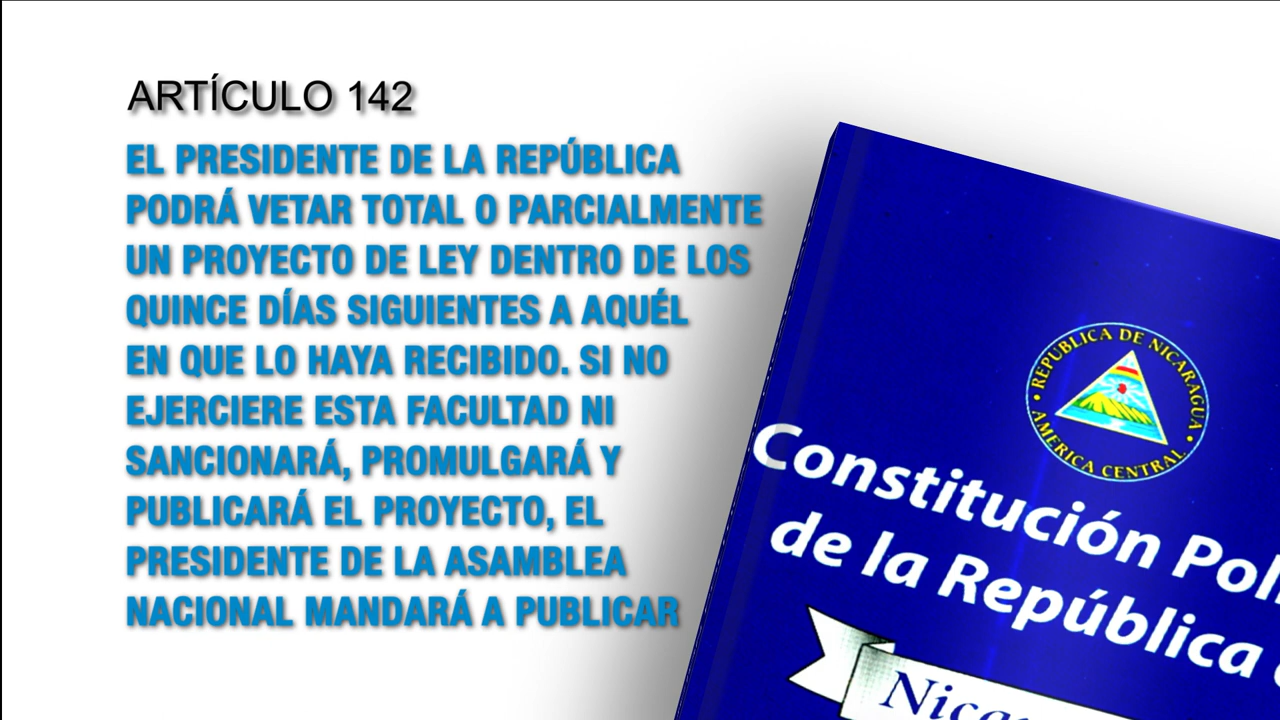 ARTÍCULO 142
EL PRESIDENTE DE LA REPÚBLICA
PODRÁ VETAR TOTAL O PARCIALMENTE
UN PROYECTO DE LEY DENTRO DE LOS
QUINCE DÍAS SIGUIENTES A AQUÉL
EN QUE LO HAYA RECIBIDO. SI NO
EJERCIERE ESTA FACULTAD NI
SANCIONARÁ, PROMULGARÁ Y
PUBLICARÁ EL PROYECTO, EL
PRESIDENTE DE LA ASAMBLEA
NACIONAL MANDARÁ A PUBLICAR
REPUBLICA DE NICARAGUA
AMERICA CENTRAL
Constitución
de la República